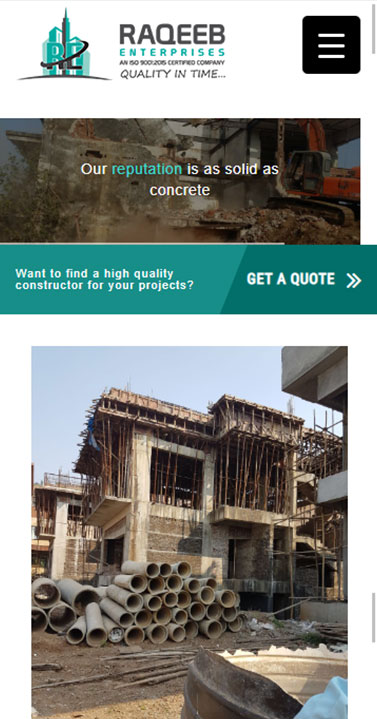 RAQEEB
ENTERPRISES
AN ISO 9001:2015 CERTIFIED COMPANY
QUALITY IN TIME...
Our reputation is as solid as
concrete
Want to find a high quality
constructor for your projects?
GET A QUOTE